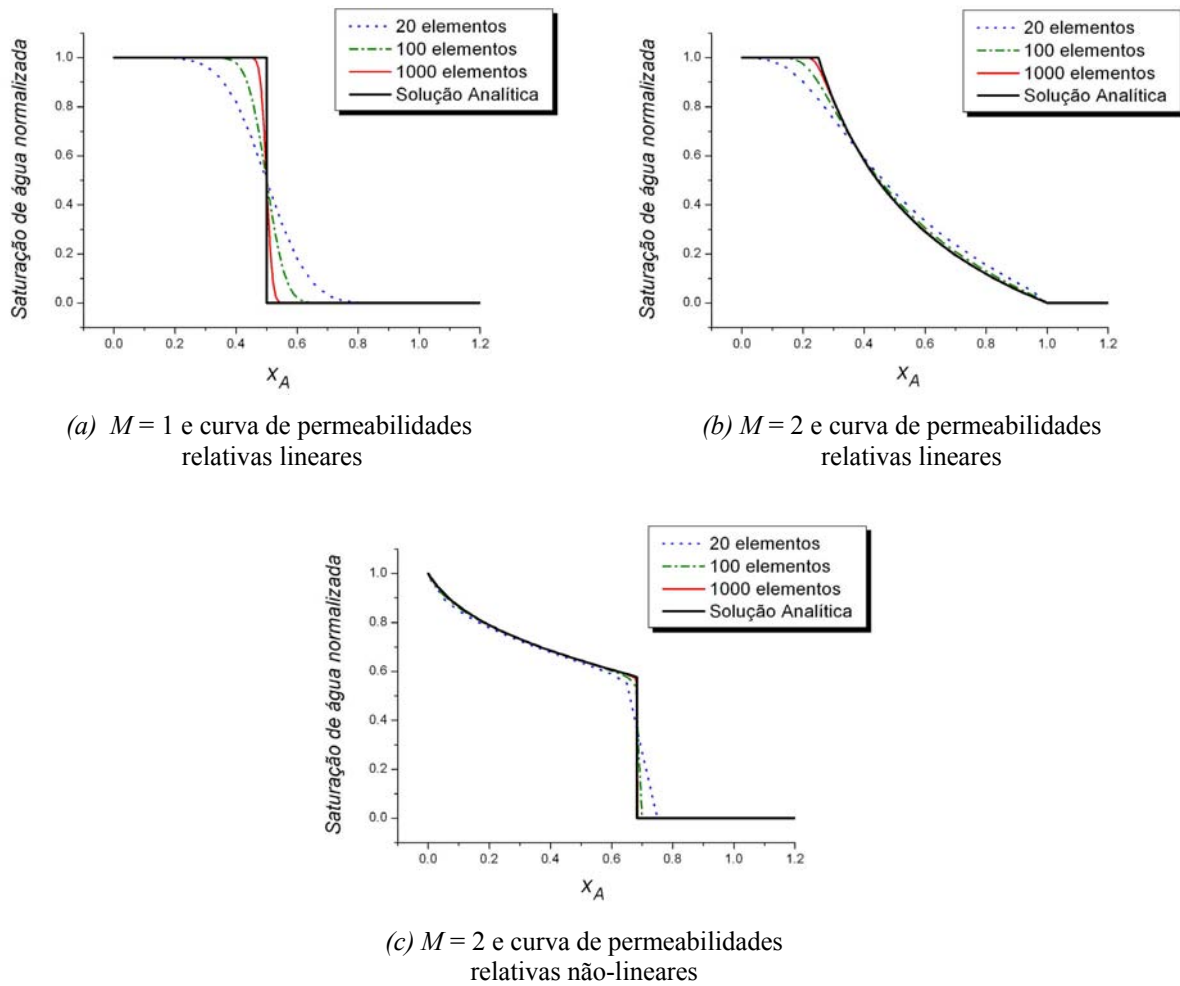 20 elementos
100 elementos
1000 elementos
Solução Analítica
Saturação de água normalizada
1.0
0.8
0.6
0.4
0.2
0.0
0.0 0.2 0.4 0.6 0.8 1.0 1.2
x_A
(a) M = 1 e curva de permeabilidades
relativas lineares
20 elementos
100 elementos
1000 elementos
Solução Analítica
Saturação de água normalizada
1.0
0.8
0.6
0.4
0.2
0.0
0.0 0.2 0.4 0.6 0.8 1.0 1.2
x_A
(b) M = 2 e curva de permeabilidades
relativas lineares
20 elementos
100 elementos
1000 elementos
Solução Analítica
Saturação de água normalizada
1.0
0.8
0.6
0.4
0.2
0.0
0.0 0.2 0.4 0.6 0.8 1.0 1.2
x_A
(c) M = 2 e curva de permeabilidades
relativas não-lineares